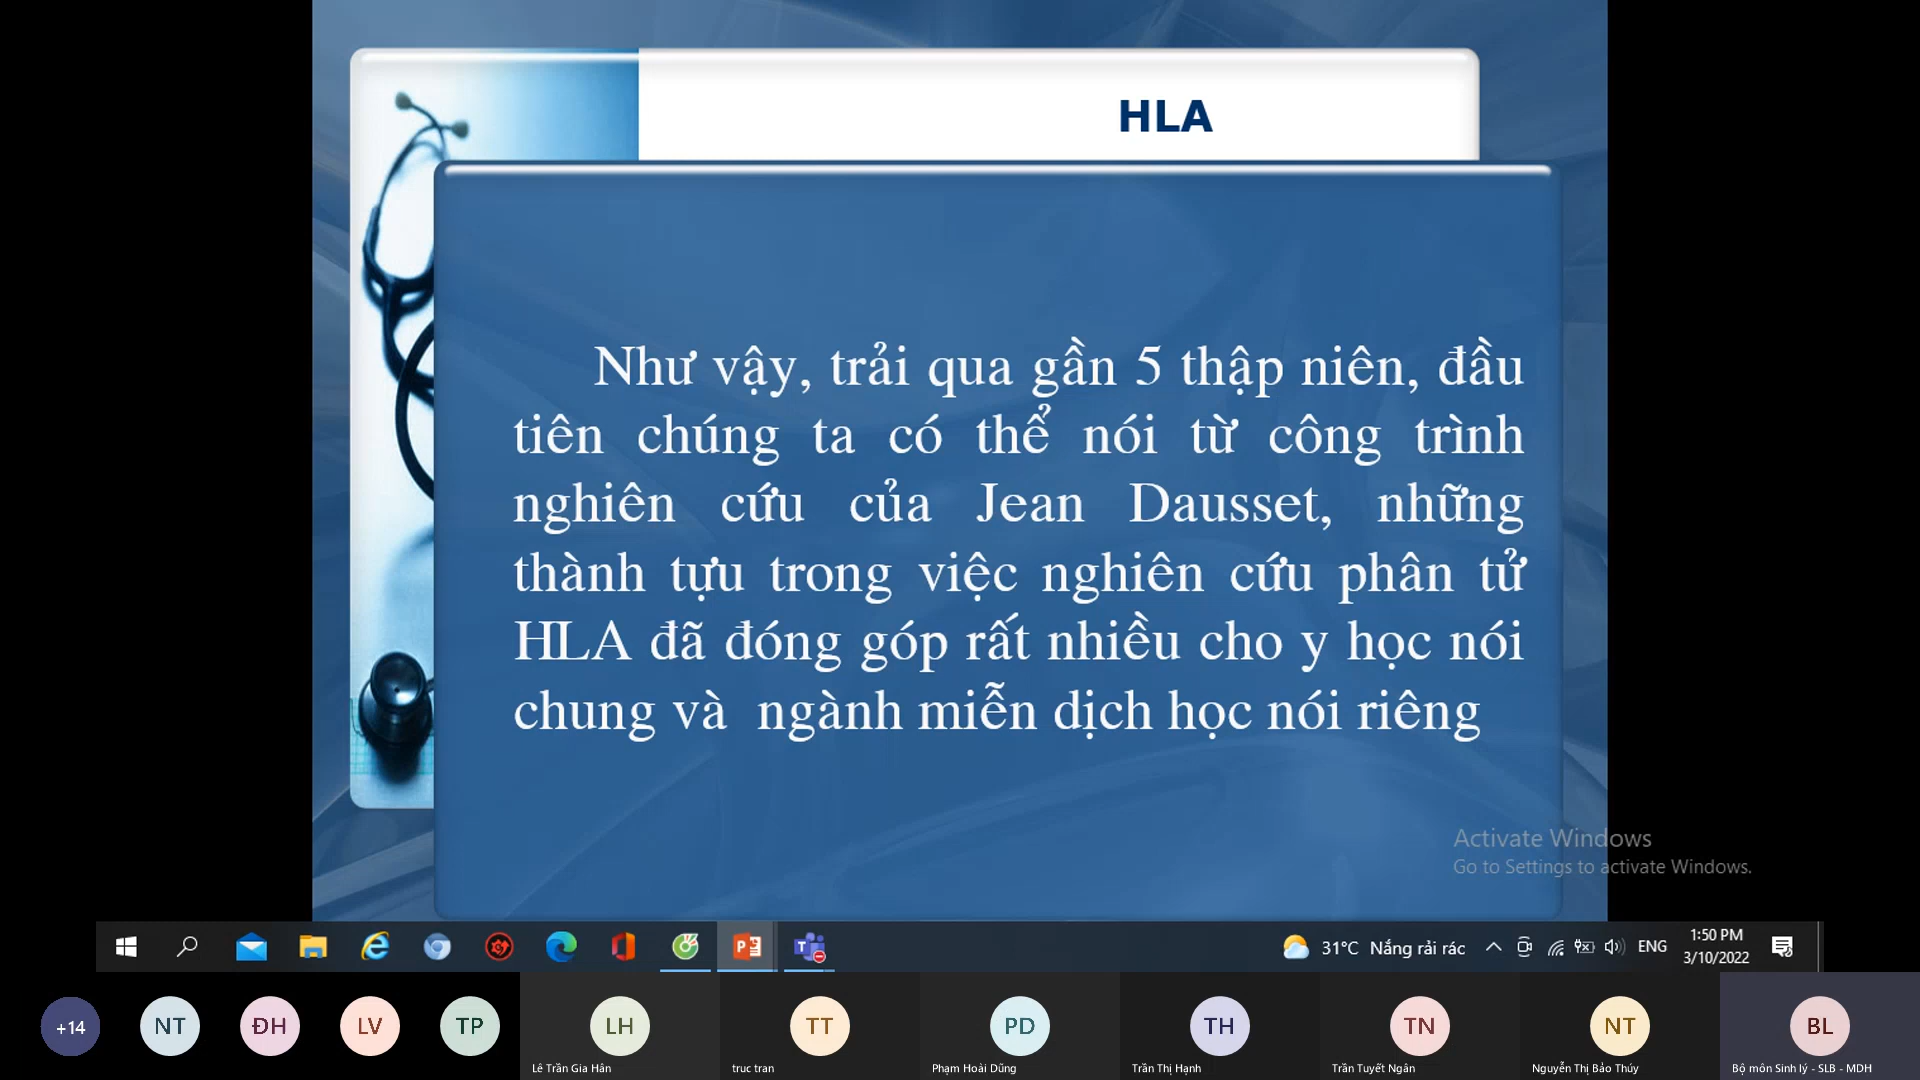 HLA
Như vậy, trải qua gần 5 thập niên, đầu
tiên chúng ta có thể nói từ công trình
nghiên cứu của Jean Dausset, những
thành tựu trong việc nghiên cứu phân tử
HLA đã đóng góp rất nhiều cho y học nói
chung và ngành miễn dịch học nói riêng
Activate Windows
Go to Settings to activate Windows.
31°C Nắng rải rác
ENG
1:50 PM
3/10/2022
+14
NT
ĐH
LV
TP
LH
Lê Trần Gia Hân
TT
truc tran
PD
Phạm Hoài Dũng
TH
Trần Thị Hạnh
TN
Trần Tuyết Ngân
NT
Nguyễn Thị Bảo Thúy
BL
Bộ môn Sinh lý - SLB - MDH